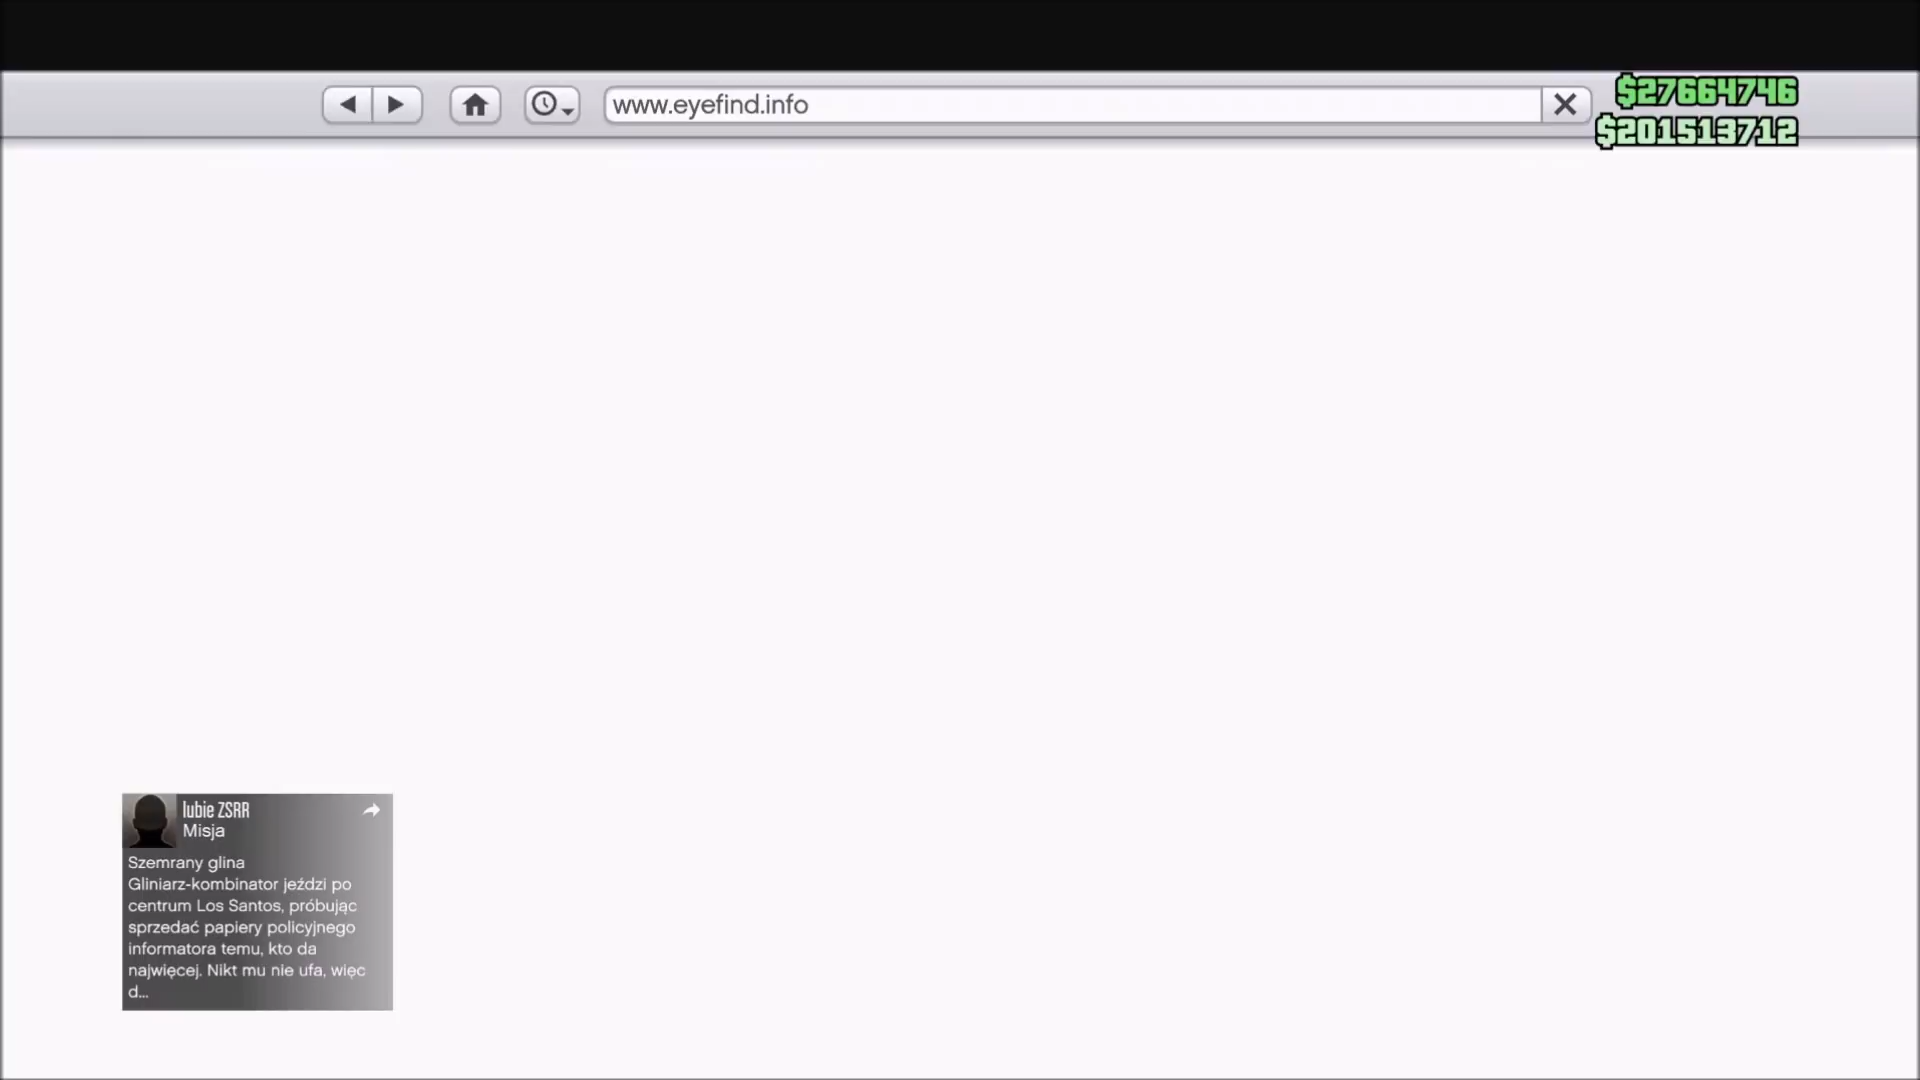 www.eyefind.info
$27664746
$201513712
lubie ZSRR
Misja
Szemrany glina
Gliniarz-kombinator jeździ po
centrum Los Santos, próbując
sprzedać papiery policyjnego
informatora temu, kto da
najwięcej. Nikt mu nie ufa, więc
d...